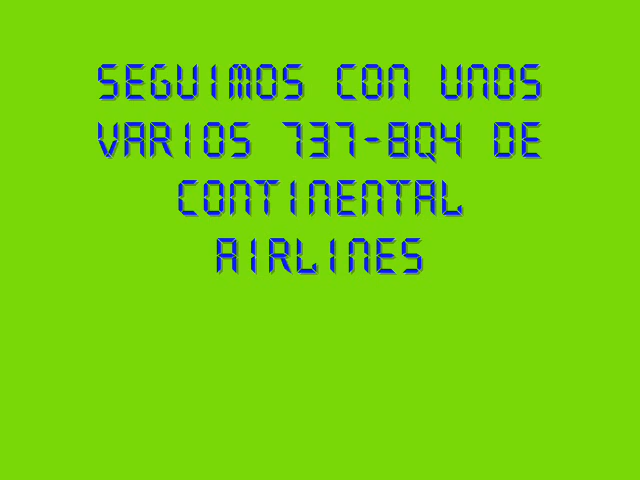 SEGUIMOS CON UNOS
VARIOS 737-8Q4 DE
CONTINENTAL
AIRLINES